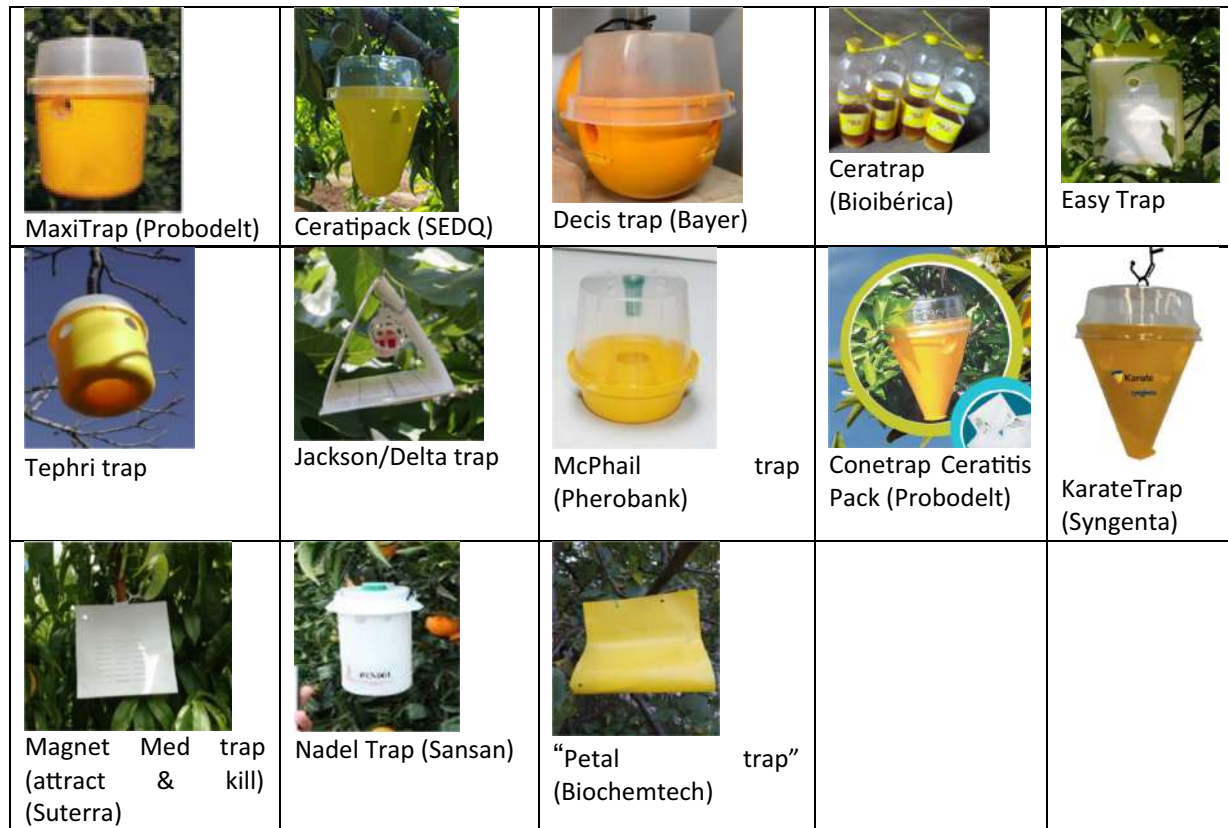 MaxiTrap (Probodelt)
Ceratipack (SEDQ)
Decis trap (Bayer)
Ceratrap
(Bioibérica)
Easy Trap
Tephri trap
Jackson/Delta trap
McPhail trap
(Pherobank)
Conetrap Ceratitis
Pack (Probodelt)
Karate
syngenta
KarateTrap
(Syngenta)
Magnet Med trap
(attract & kill)
(Suterra)
Nadel Trap (Sansan)
“Petal trap”
(Biochemtech)